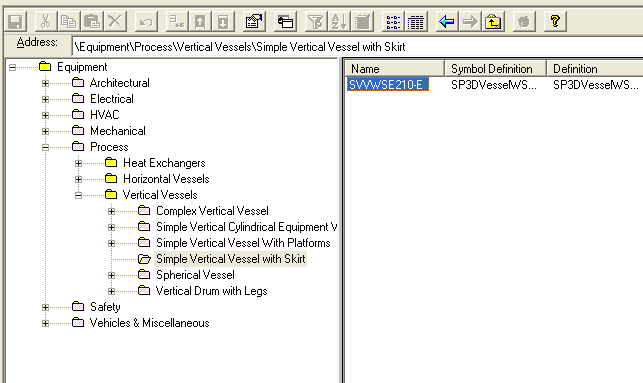 Address: \Equipment\Process\Vertical Vessels\Simple Vertical Vessel with Skirt
Equipment
Architectural
Electrical
HVAC
Mechanical
Process
Heat Exchangers
Horizontal Vessels
Vertical Vessels
Complex Vertical Vessel
Simple Vertical Cylindrical Equipment V
Simple Vertical Vessel With Platforms
Simple Vertical Vessel with Skirt
Spherical Vessel
Vertical Drum with Legs
Safety
Vehicles & Miscellaneous
Name Symbol Definition Definition
SVVWSE210-E SP3DVesselWS... SP3DVesselWS...